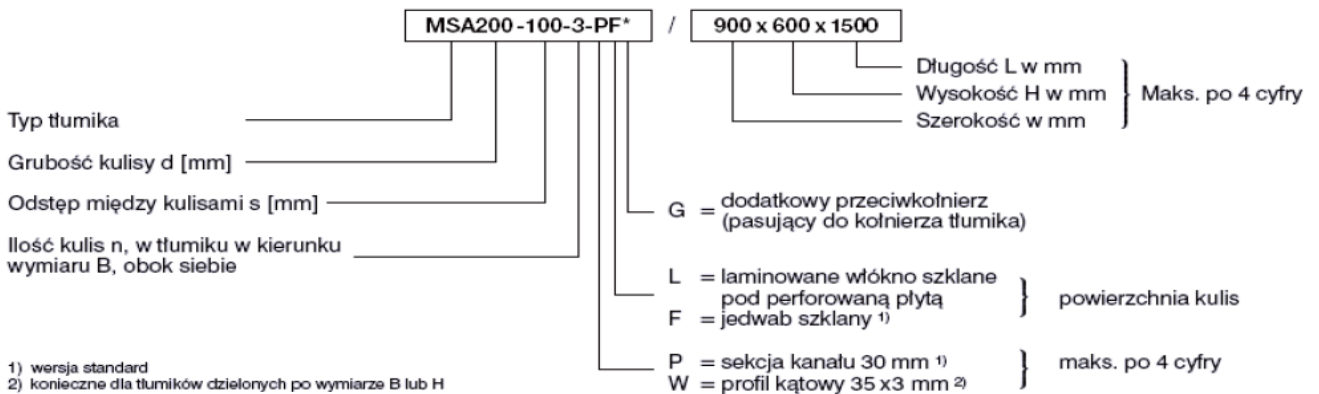 MSA200-100-3-PF* / 900 x 600 x 1500
Długość L w mm
Wysokość H w mm
Szerokość w mm
Maks. po 4 cyfry
Typ tłumika
Grubość kulisy d [mm]
Odstęp między kulisami s [mm]
Ilość kulis n, w tłumiku w kierunku
wymiaru B, obok siebie
G = dodatkowy przeciwkołnierz
(pasujący do kołnierza tłumika)
L = laminowane włókno szklane
pod perforowaną płytą
F = jedwab szklany 1)
powierzchnia kulis
P = sekcja kanału 30 mm 1)
W = profil kątowy 35 x3 mm 2)
maks. po 4 cyfry
1) wersja standard
2) konieczne dla tłumików dzielonych po wymiarze B lub H